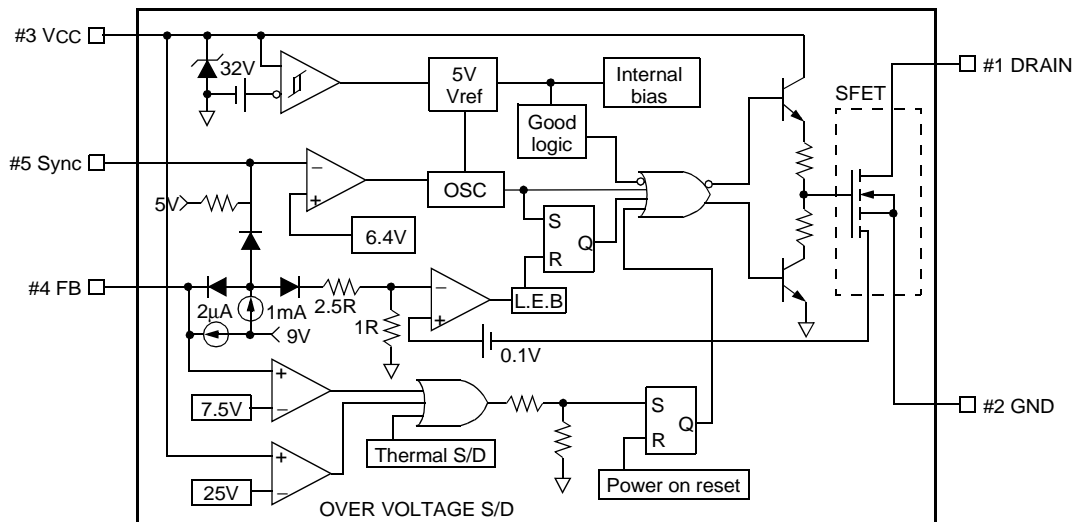 #3 VCC
32V
5V
Vref
Internal
bias
Good
logic
SFET
#1 DRAIN
#5 Sync
−
+
OSC
5V
6.4V
S
R
Q
#4 FB
2μA
1mA
9V
2.5R
1R
−
+
L.E.B
0.1V
+
−
7.5V
#2 GND
Thermal S/D
S
R
Q
+
−
25V
Power on reset
OVER VOLTAGE S/D